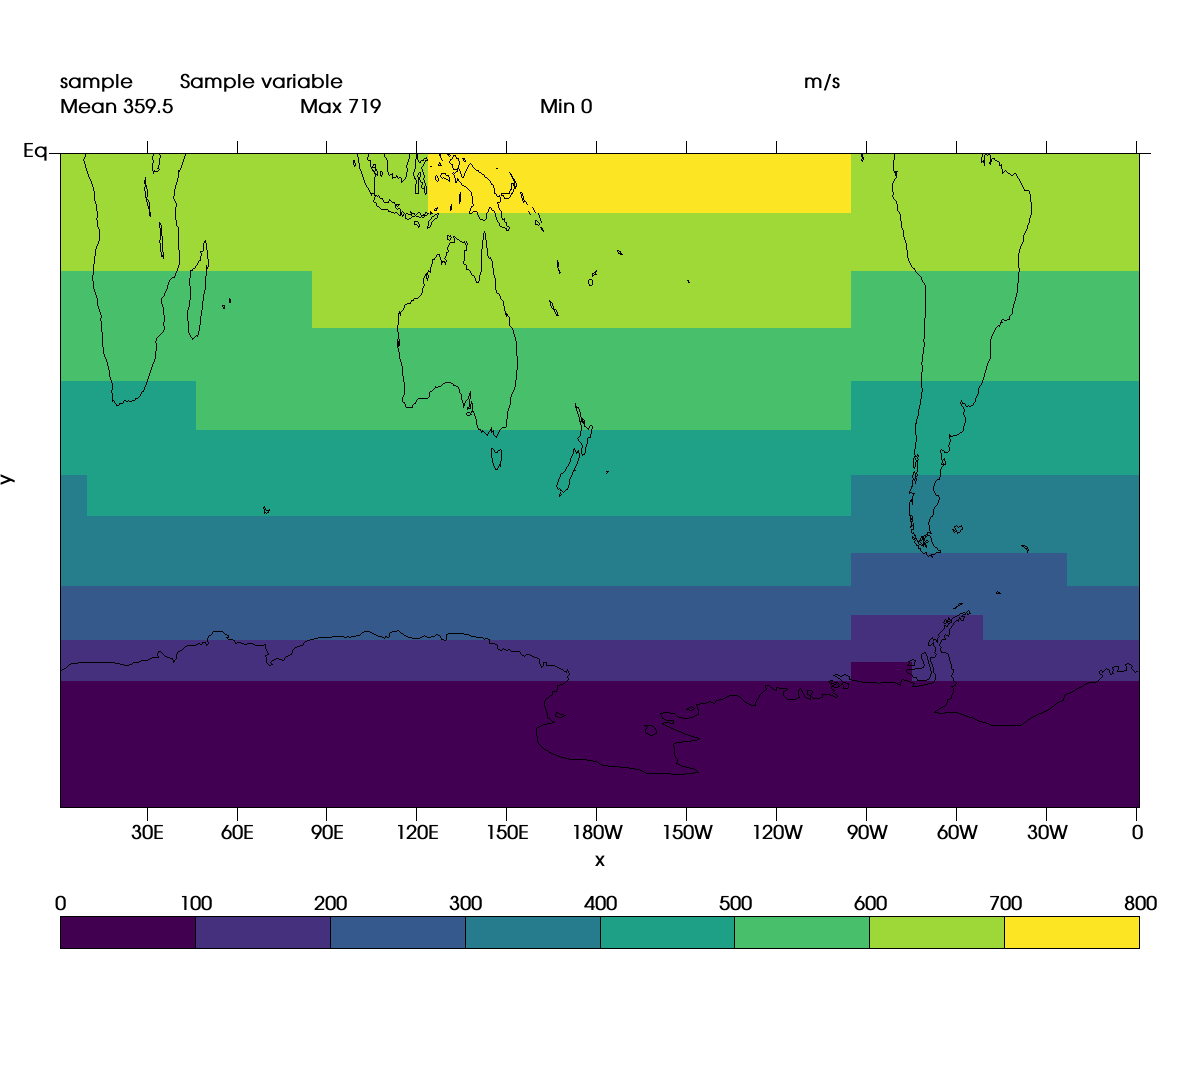 sample Sample variable m/s
Mean 359.5 Max 719 Min 0
Eq
y
30E 60E 90E 120E 150E 180W 150W 120W 90W 60W 30W 0
x
0 100 200 300 400 500 600 700 800